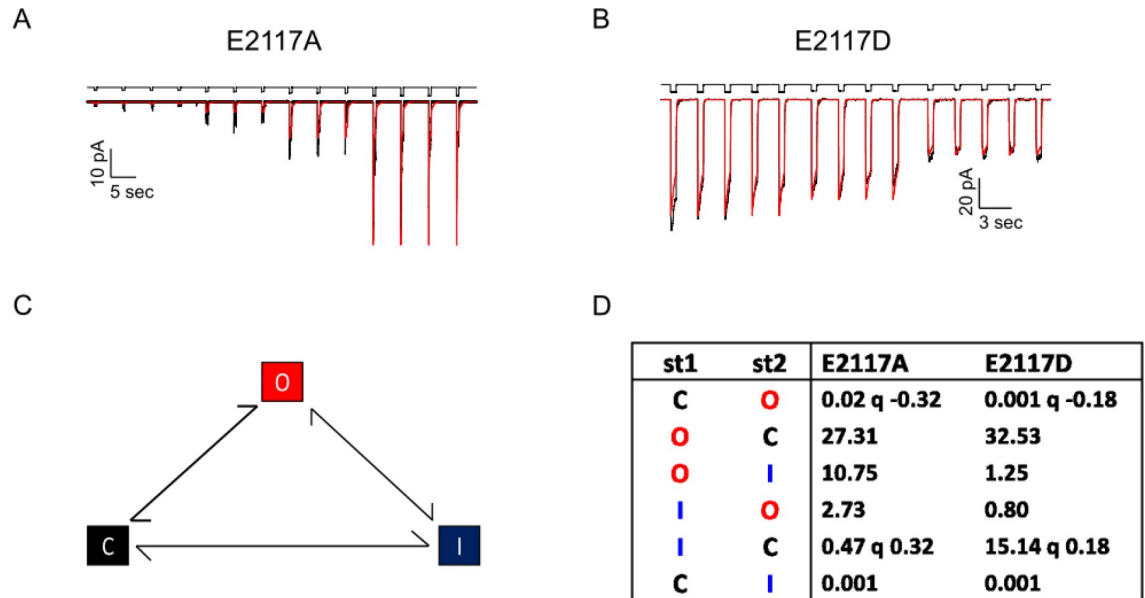 A
E2117A
10 pA
5 sec
B
E2117D
20 pA
3 sec
C
O
C
I
D
st1 st2 E2117A E2117D
C O 0.02 q -0.32 0.001 q -0.18
O C 27.31 32.53
O I 10.75 1.25
I O 2.73 0.80
I C 0.47 q 0.32 15.14 q 0.18
C I 0.001 0.001